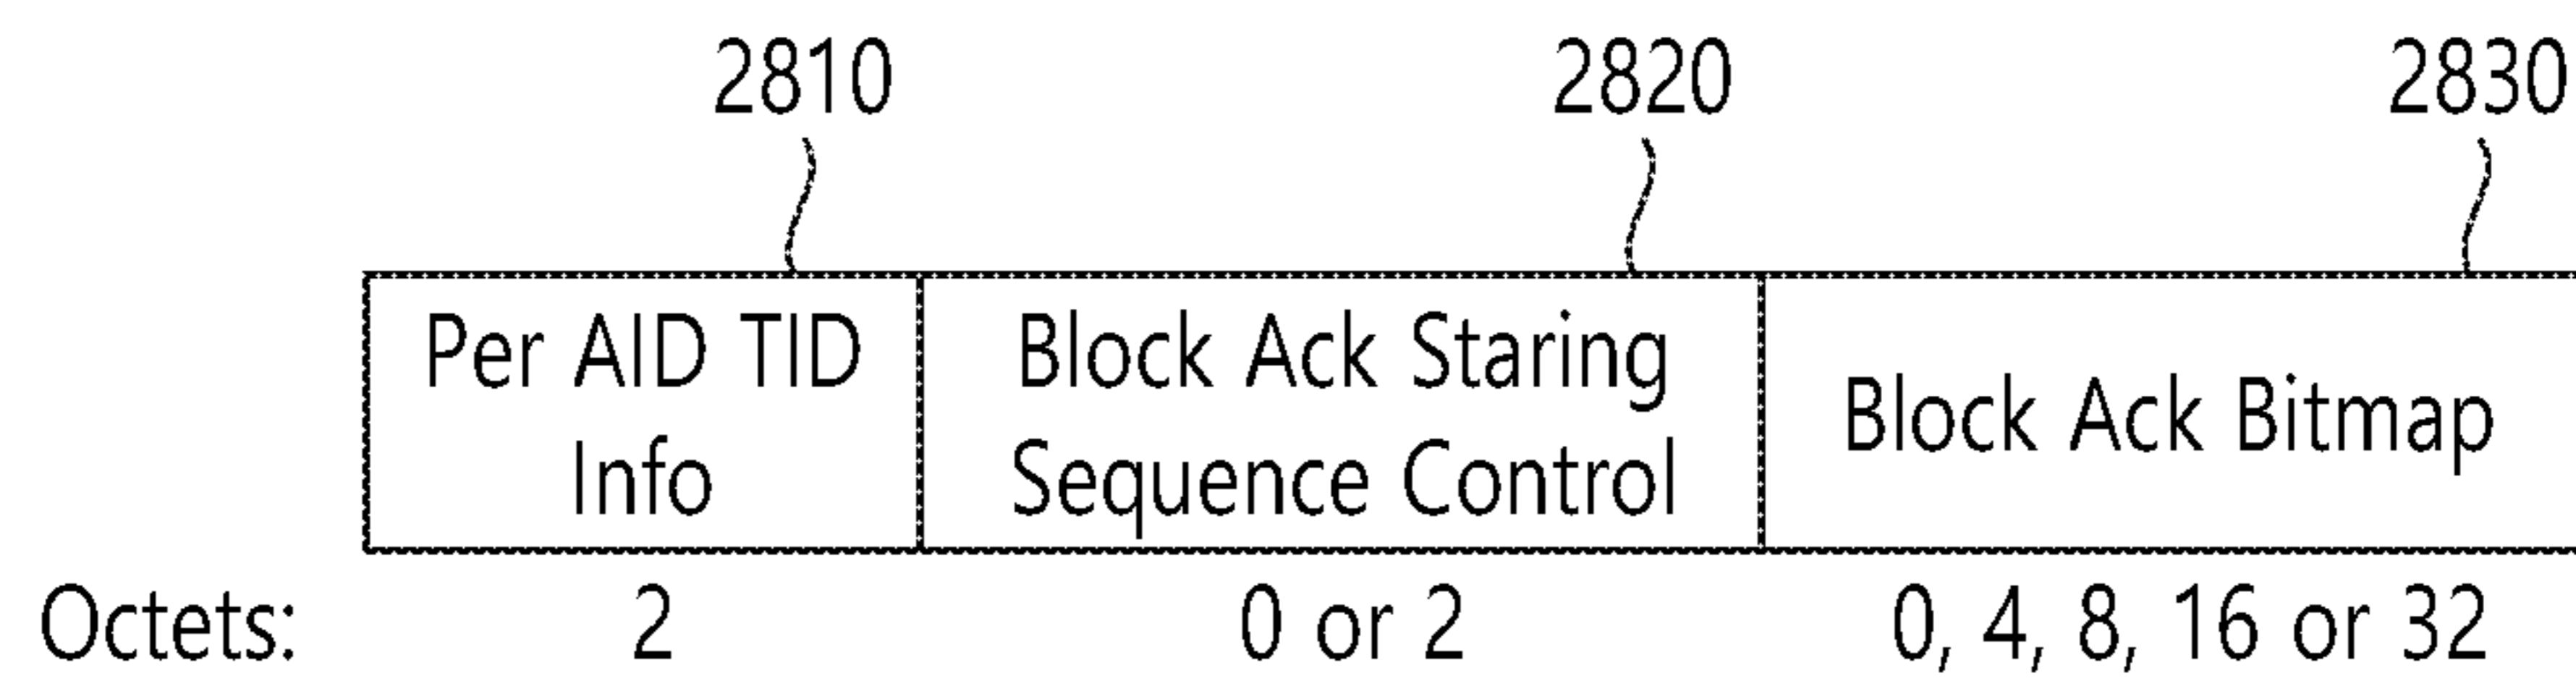 2810 2820 2830
Per AID TID Info
Block Ack Staring Sequence Control
Block Ack Bitmap
Octets: 2 0 or 2 0, 4, 8, 16 or 32